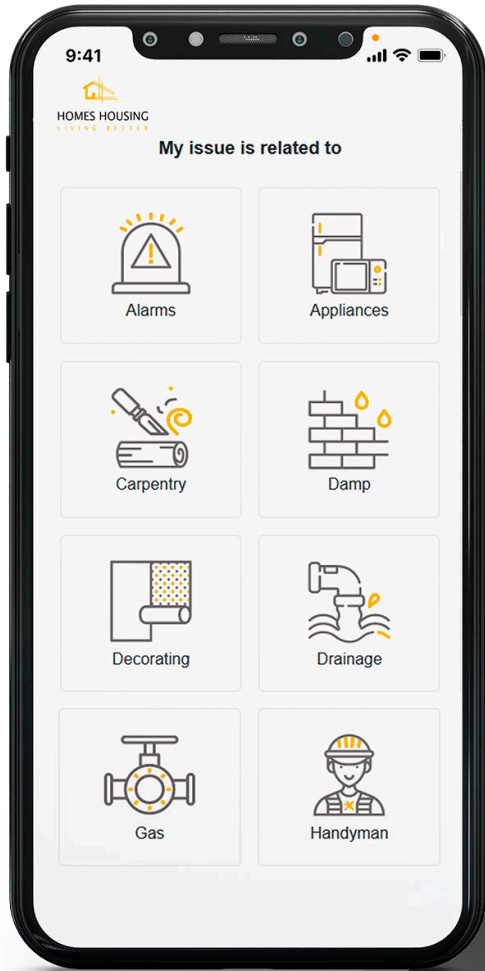 9:41
HOMES HOUSING
LIVING BETTER
My issue is related to
Alarms
Appliances
Carpentry
Damp
Decorating
Drainage
Gas
Handyman